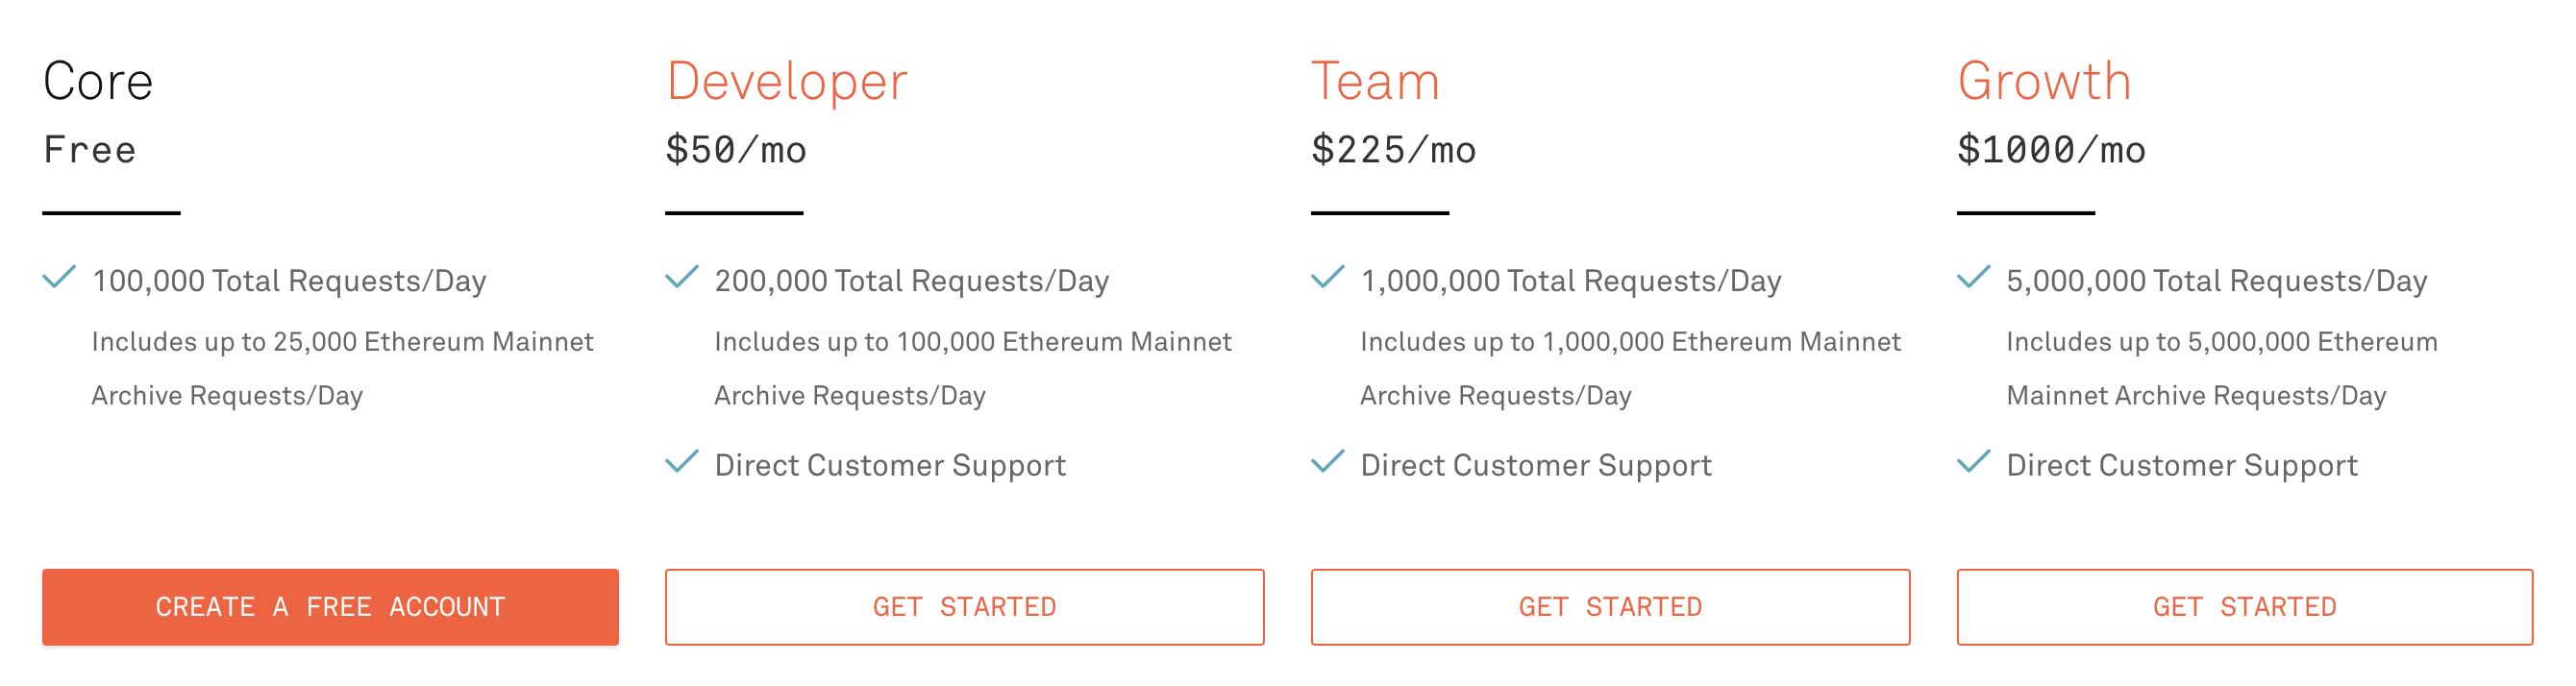 Core
Free
100,000 Total Requests/Day
Includes up to 25,000 Ethereum Mainnet
Archive Requests/Day
CREATE A FREE ACCOUNT
Developer
$50/mo
200,000 Total Requests/Day
Includes up to 100,000 Ethereum Mainnet
Archive Requests/Day
Direct Customer Support
GET STARTED
Team
$225/mo
1,000,000 Total Requests/Day
Includes up to 1,000,000 Ethereum Mainnet
Archive Requests/Day
Direct Customer Support
GET STARTED
Growth
$1000/mo
5,000,000 Total Requests/Day
Includes up to 5,000,000 Ethereum
Mainnet Archive Requests/Day
Direct Customer Support
GET STARTED